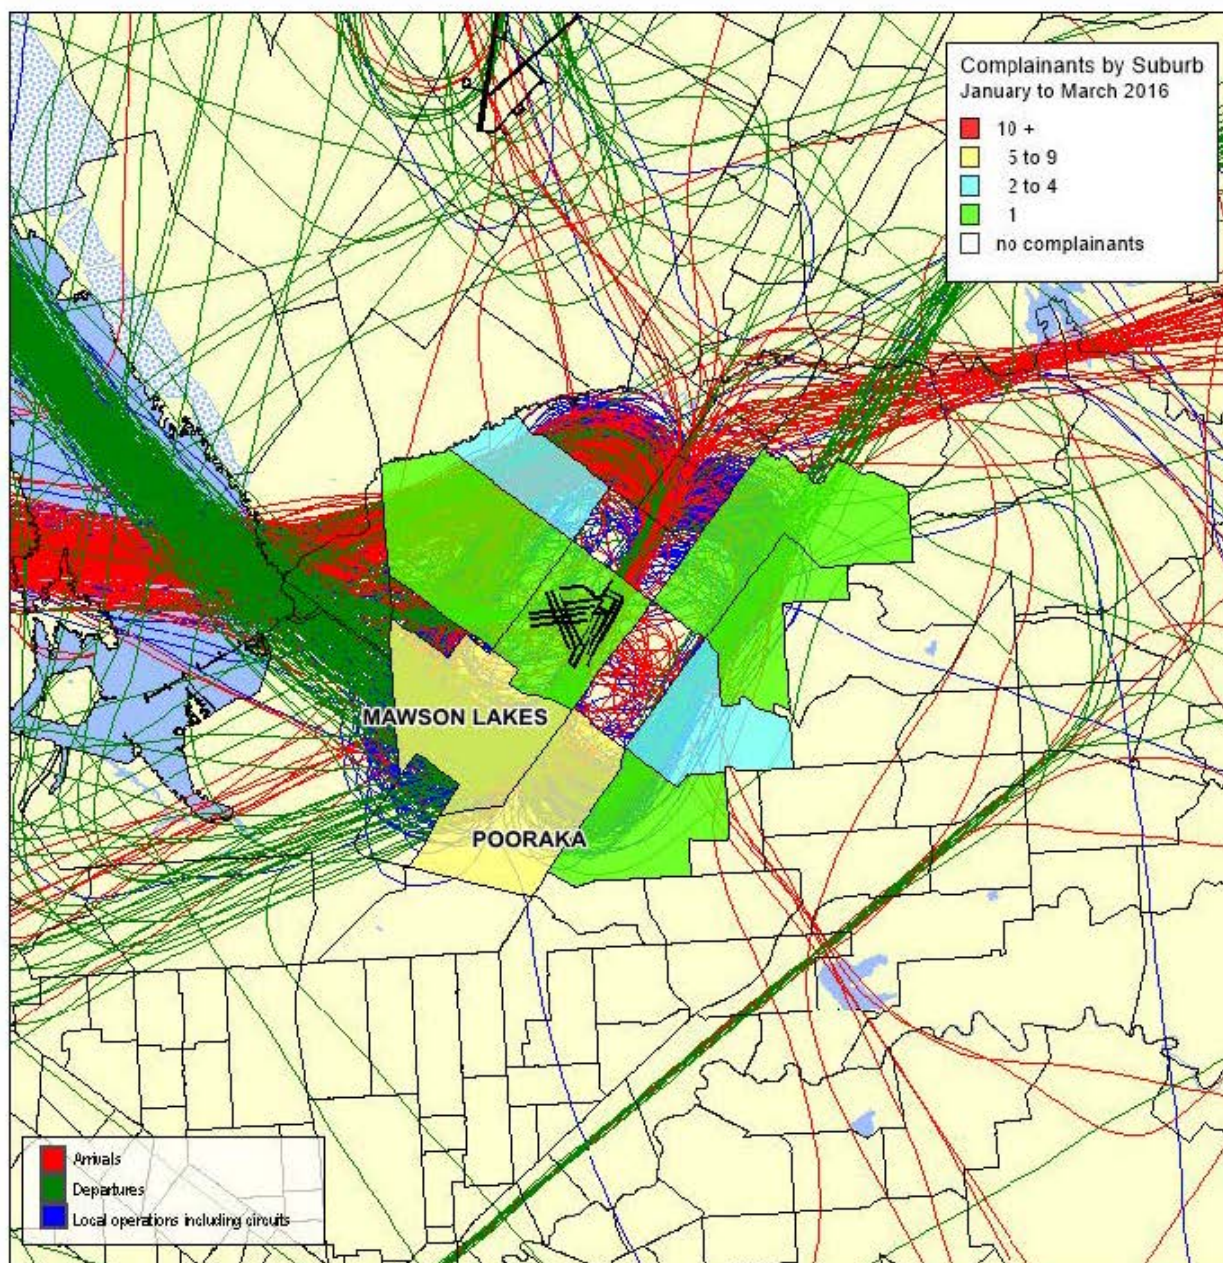 Complainants by Suburb
January to March 2016
10 +
5 to 9
2 to 4
1
no complainants
MAWSON LAKES
POORAKA
Arrivals
Departures
Local operations including circuits